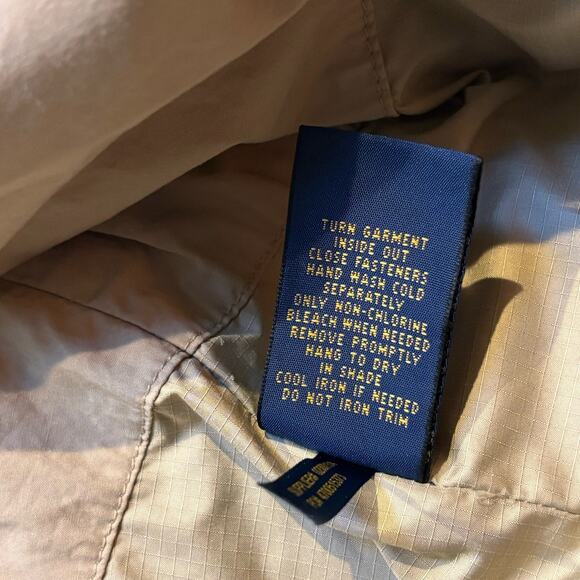 TURN GARMENT
INSIDE OUT
CLOSE FASTENERS
HAND WASH COLD
SEPARATELY
ONLY NON-CHLORINE
BLEACH WHEN NEEDED
REMOVE PROMPTLY
HANG TO DRY
IN SHADE
COOL IRON IF NEEDED
DO NOT IRON TRIM